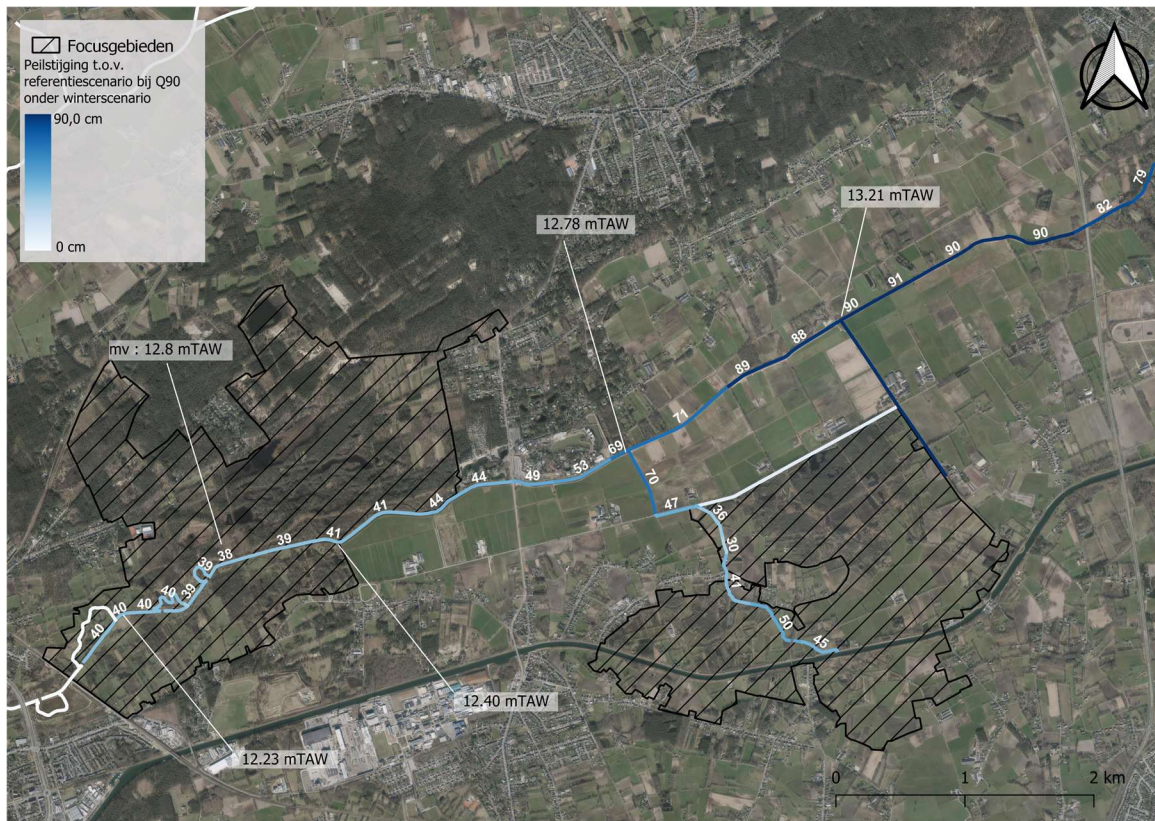 Focusgebieden
Peilstijging t.o.v.
referentiescenario bij Q90
onder winterscenario
90,0 cm
0 cm
79
82
13.21 mTAW
12.78 mTAW
90
90
91
90
88
89
mv : 12.8 mTAW
71
69
53
49
44
44
41
70
47
36
30
41
39
38
39
39
40
40
40
40
47
50
45
12.40 mTAW
12.23 mTAW
0 1 2 km